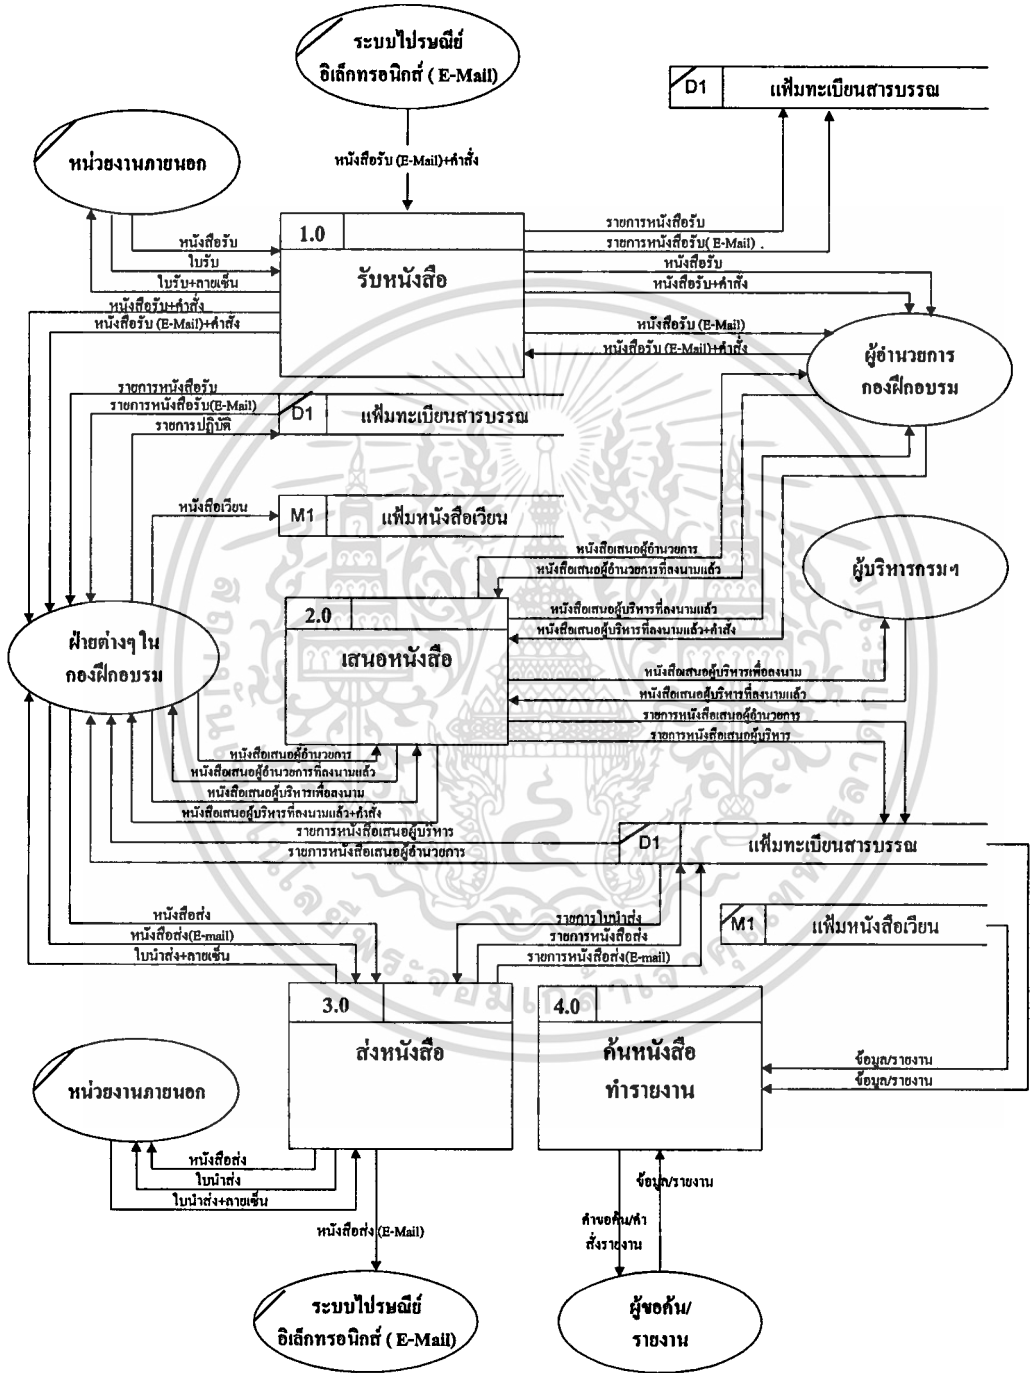 ระบบไปรษณีย์
อิเล็กทรอนิกส์ ( E-Mail)
D1 แฟ้มทะเบียนสารบรรณ
หน่วยงานภายนอก
หนังสือรับ (E-Mail)+คำสั่ง
1.0
รับหนังสือ
หนังสือรับ
ใบรับ
ใบรับ+ลายเซ็น
หนังสือรับ+คำสั่ง
หนังสือรับ (E-Mail)+คำสั่ง
รายการหนังสือรับ
รายการหนังสือรับ( E-Mail) .
หนังสือรับ
หนังสือรับ+คำสั่ง
หนังสือรับ (E-Mail)
หนังสือรับ (E-Mail)+คำสั่ง
ผู้อำนวยการ
กองฝึกอบรม
รายการหนังสือรับ
รายการหนังสือรับ(E-Mail)
รายการปฏิบัติ
D1 แฟ้มทะเบียนสารบรรณ
หนังสือเวียน
M1 แฟ้มหนังสือเวียน
หนังสือเสนอผู้อำนวยการ
หนังสือเสนอผู้อำนวยการที่ลงนามแล้ว
ผู้บริหารกรมฯ
ฝ่ายต่างๆ ใน
กองฝึกอบรม
2.0
เสนอหนังสือ
หนังสือเสนอผู้บริหารที่ลงนามแล้ว
หนังสือเสนอผู้บริหารที่ลงนามแล้ว+คำสั่ง
หนังสือเสนอผู้บริหารเพื่อลงนาม
หนังสือเสนอผู้บริหารที่ลงนามแล้ว
รายการหนังสือเสนอผู้อำนวยการ
รายการหนังสือเสนอผู้บริหาร
หนังสือเสนอผู้อำนวยการ
หนังสือเสนอผู้อำนวยการที่ลงนามแล้ว
หนังสือเสนอผู้บริหารเพื่อลงนาม
หนังสือเสนอผู้บริหารที่ลงนามแล้ว+คำสั่ง
รายการหนังสือเสนอผู้บริหาร
รายการหนังสือเสนอผู้อำนวยการ
D1 แฟ้มทะเบียนสารบรรณ
M1 แฟ้มหนังสือเวียน
หนังสือส่ง
หนังสือส่ง(E-mail)
ใบนำส่ง+ลายเซ็น
รายการใบนำส่ง
รายการหนังสือส่ง
รายการหนังสือส่ง(E-mail)
3.0
ส่งหนังสือ
4.0
ค้นหนังสือ
ทำรายงาน
ข้อมูล/รายงาน
ข้อมูล/รายงาน
หน่วยงานภายนอก
หนังสือส่ง
ใบนำส่ง
ใบนำส่ง+ลายเซ็น
หนังสือส่ง (E-Mail)
ข้อมูล/รายงาน
คำขอค้น/คำ
สั่งรายงาน
ระบบไปรษณีย์
อิเล็กทรอนิกส์ ( E-Mail)
ผู้ขอค้น/
รายงาน